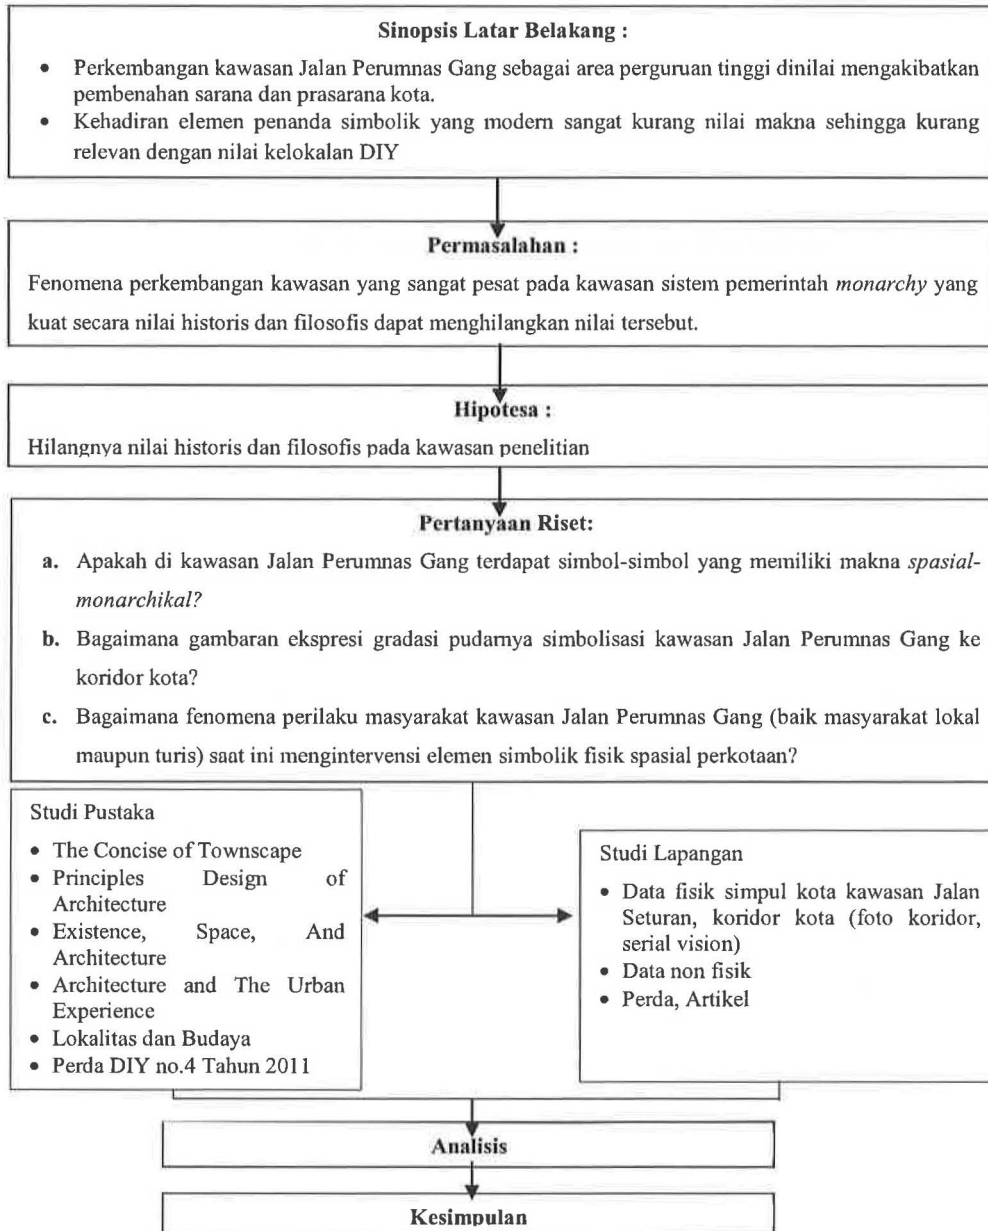 Sinopsis Latar Belakang :
• Perkembangan kawasan Jalan Perumnas Gang sebagai area perguruan tinggi dinilai mengakibatkan
pembenahan sarana dan prasarana kota.
• Kehadiran elemen penanda simbolik yang modern sangat kurang nilai makna sehingga kurang
relevan dengan nilai kelokalan DIY
Permasalahan :
Fenomena perkembangan kawasan yang sangat pesat pada kawasan sistem pemerintah monarchy yang
kuat secara nilai historis dan filosofis dapat menghilangkan nilai tersebut.
Hipotesa :
Hilangnya nilai historis dan filosofis pada kawasan penelitian
Pertanyaan Riset:
a. Apakah di kawasan Jalan Perumnas Gang terdapat simbol-simbol yang memiliki makna spasial-
monarchikal?
b. Bagaimana gambaran ekspresi gradasi pudarnya simbolisasi kawasan Jalan Perumnas Gang ke
koridor kota?
c. Bagaimana fenomena perilaku masyarakat kawasan Jalan Perumnas Gang (baik masyarakat lokal
maupun turis) saat ini mengintervensi elemen simbolik fisik spasial perkotaan?
Studi Pustaka
• The Concise of Townscape
• Principles Design of
Architecture
• Existence, Space, And
Architecture
• Architecture and The Urban
Experience
• Lokalitas dan Budaya
• Perda DIY no.4 Tahun 2011
Studi Lapangan
• Data fisik simpul kota kawasan Jalan
Seturan, koridor kota (foto koridor,
serial vision)
• Data non fisik
• Perda, Artikel
Analisis
Kesimpulan